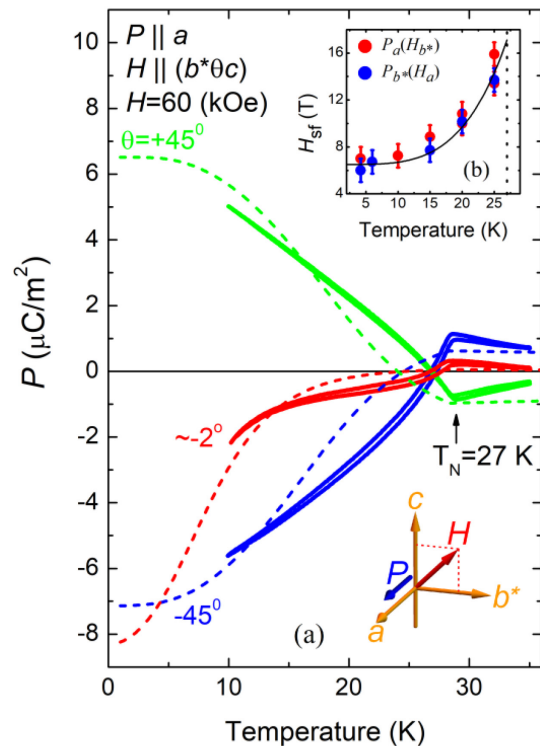 P || a
H || (b*θc)
H=60 (kOe)
θ=+45⁰
~-2⁰
-45⁰
T_N=27 K
(a)
P (μC/m²)
10
8
6
4
2
0
-2
-4
-6
-8
0
10
20
30
Temperature (K)
P_a(H_b*)
P_b*(H_a)
H_sf (T)
16
12
8
4
5
10
15
20
25
(b)
Temperature (K)
c
H
P
b*
a